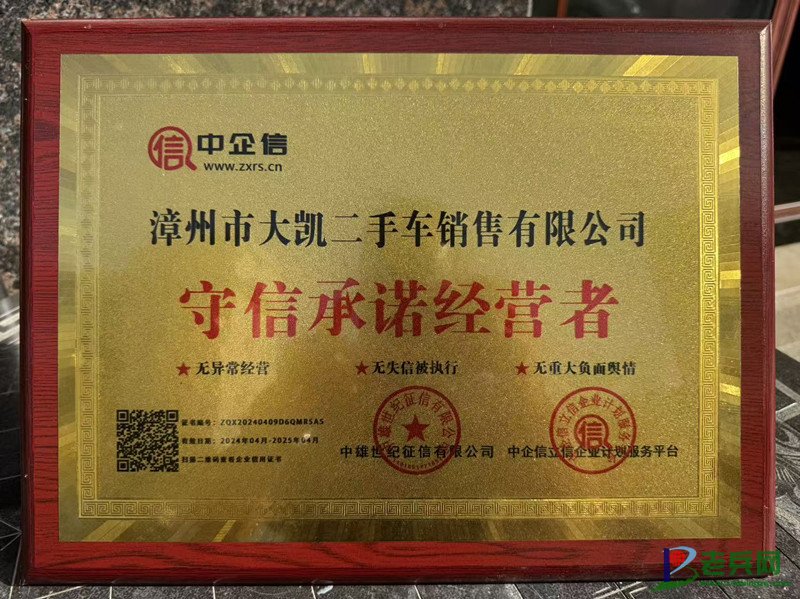 信 中企信
www.zxrs.cn
漳州市大凯二手车销售有限公司
守信承诺经营者
★无异常经营 ★无失信被执行 ★无重大负面舆情
证书编号：ZQX20240409D6QMRSAS
有效日期：2024年04月-2025年04月
扫描二维码查看企业信用证书
中雄世纪征信有限公司 中企信立信企业计划服务平台
老兵网